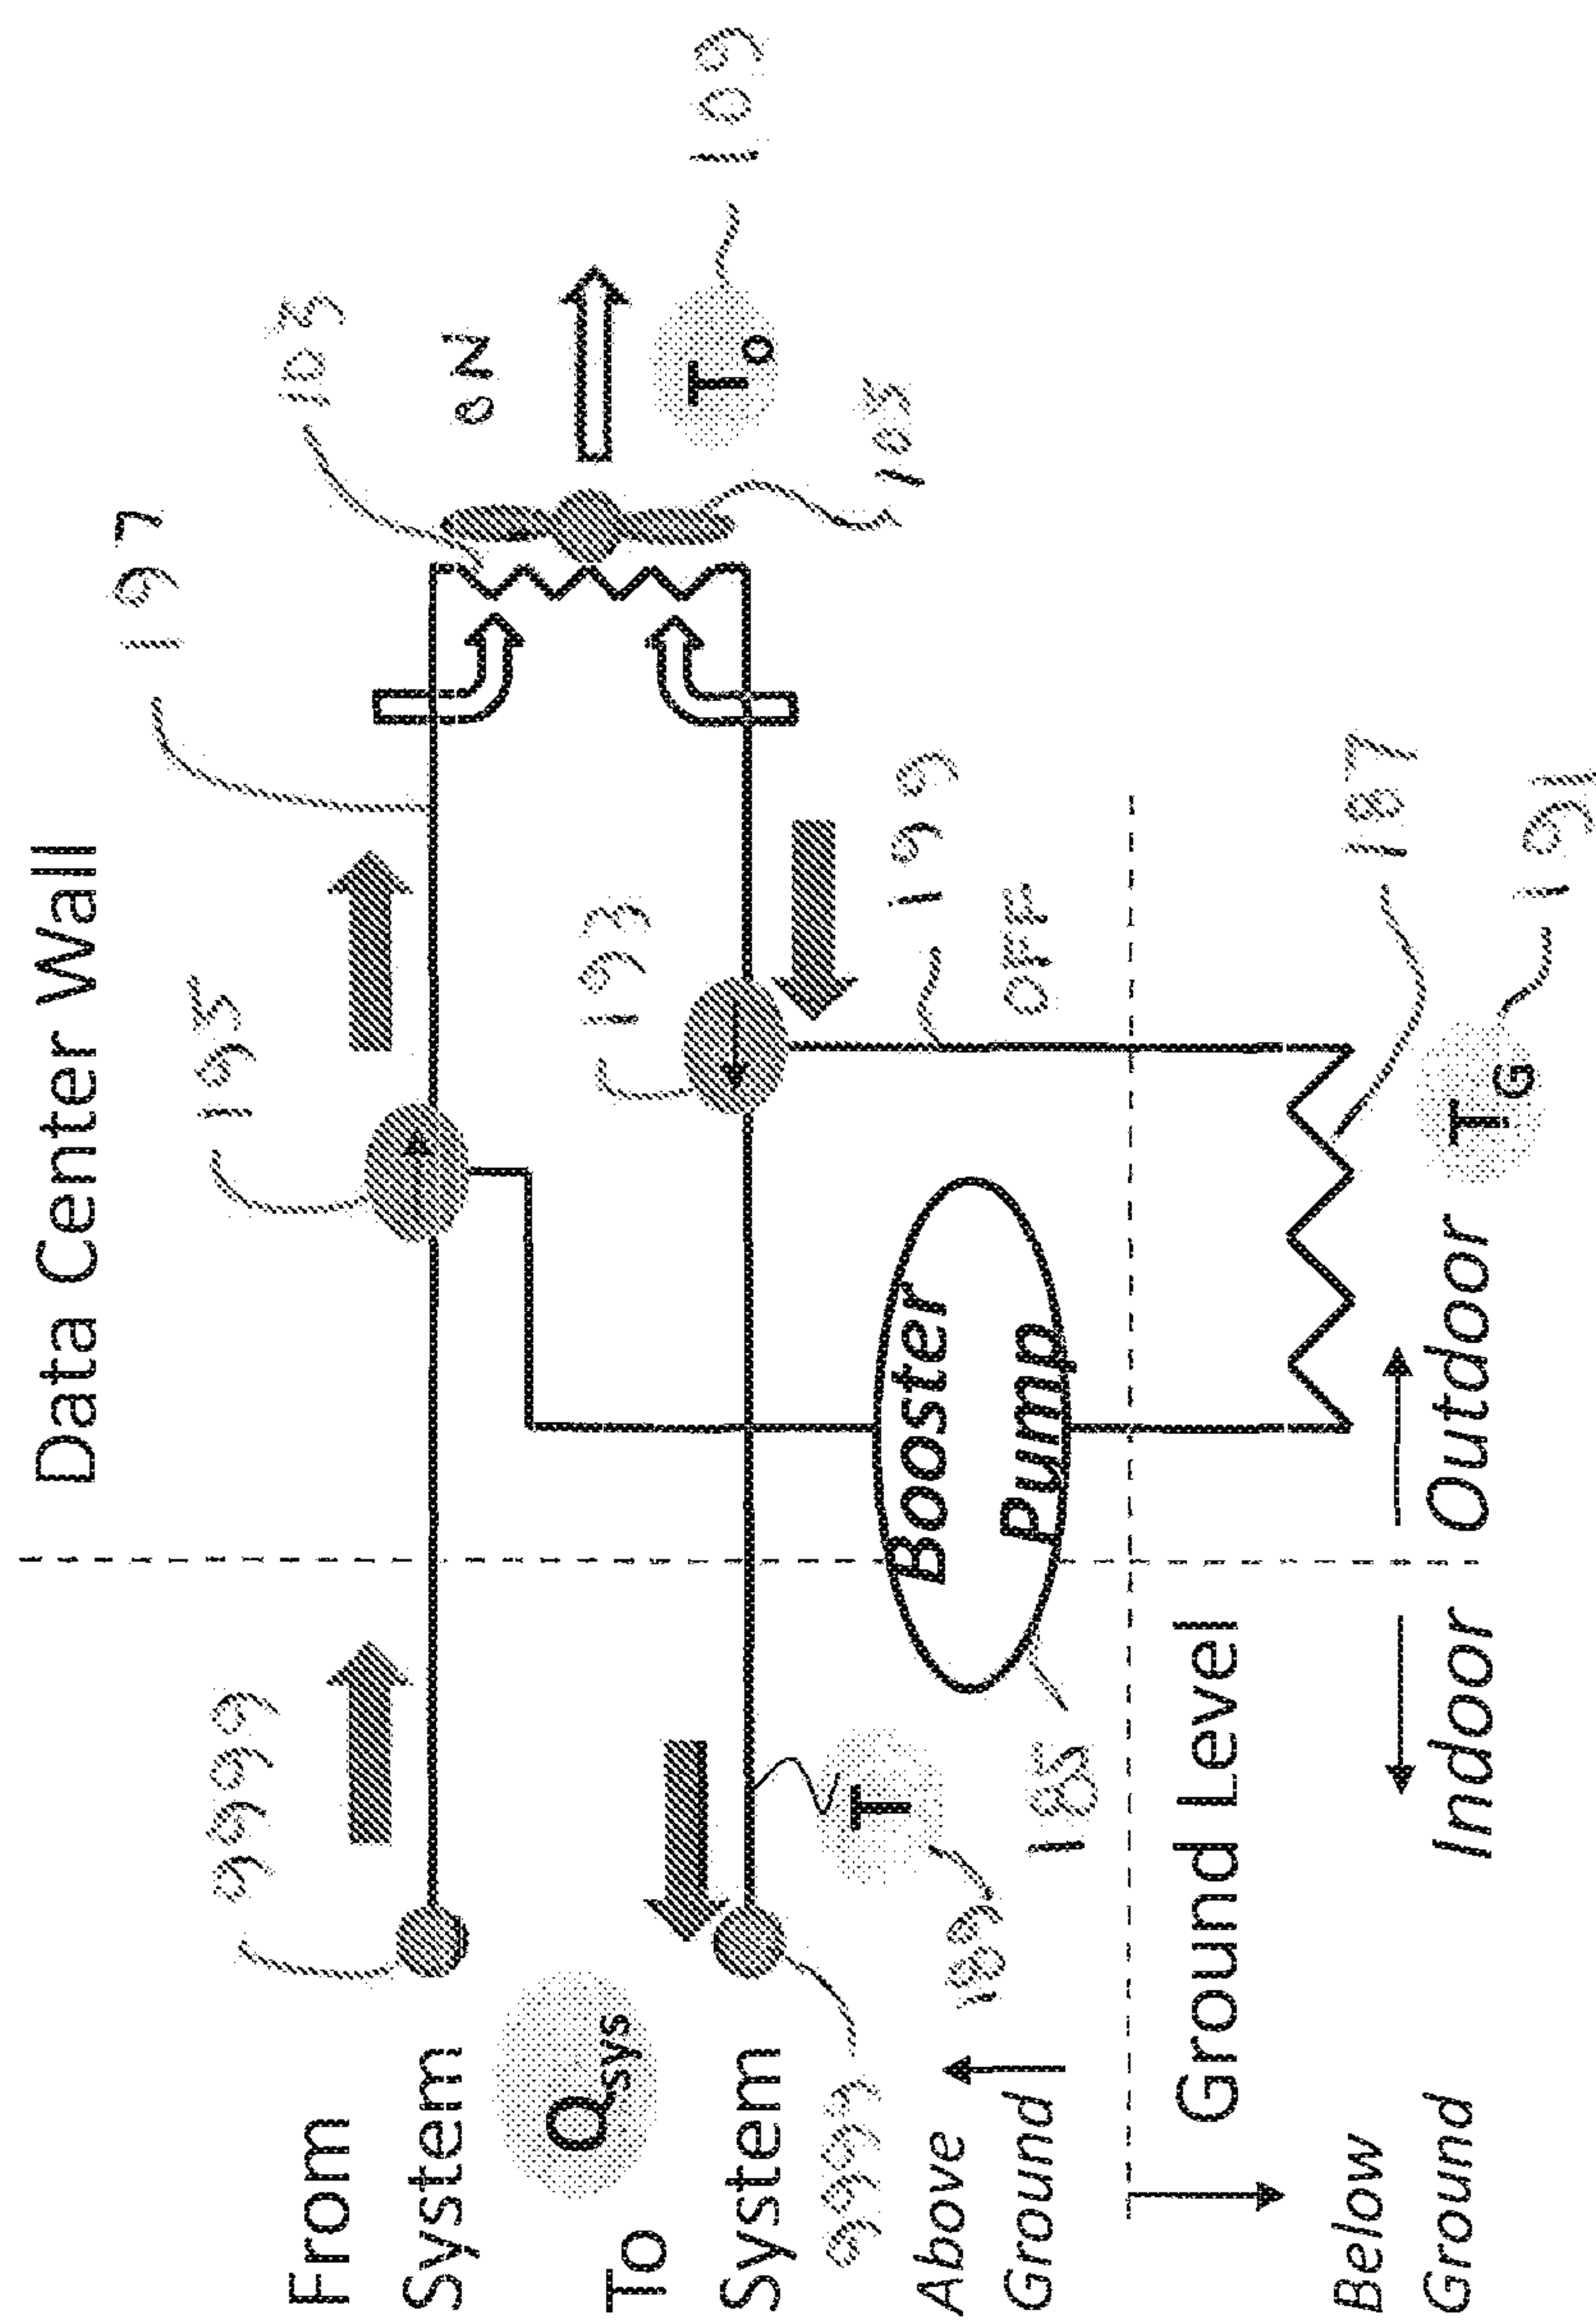 Data Center Wall
197
195
9999
103
From
System
ON
Qsys
193
To
System
109
To
T
105
199
Booster
Pump
Above
Ground
189
OFF
185
Ground Level
187
Below
Ground
Indoor
Outdoor
TG
191